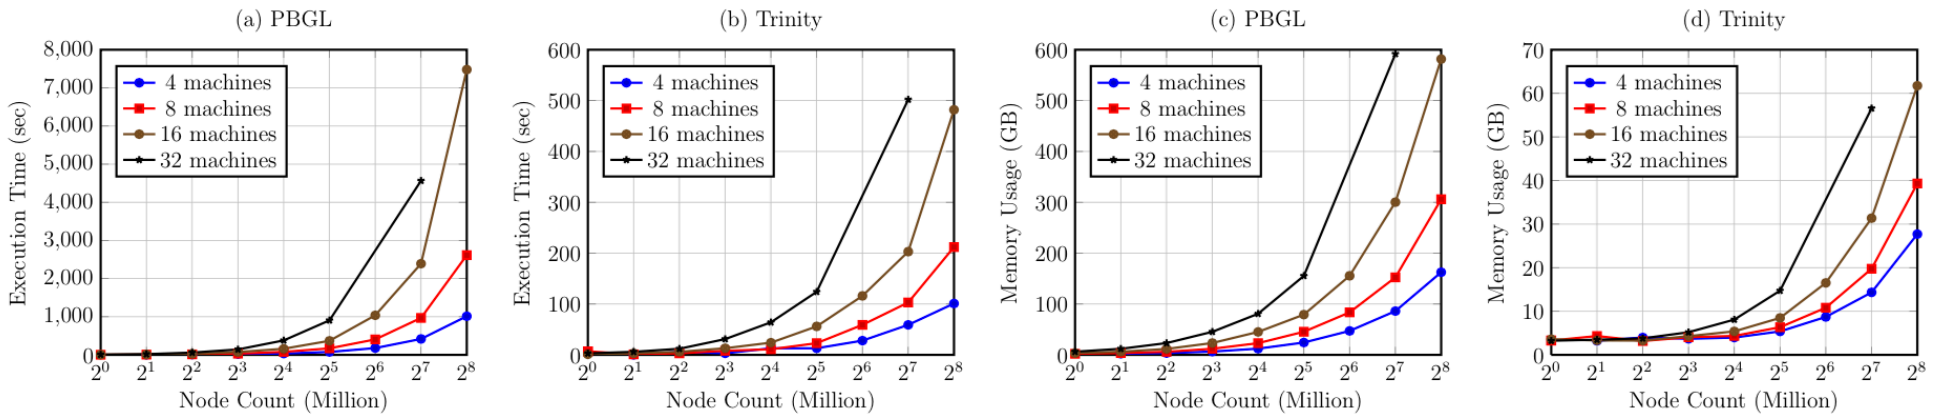 (a) PBGL
8,000
7,000
6,000
5,000
4,000
3,000
2,000
1,000
0
Execution Time (sec)
4 machines
8 machines
16 machines
32 machines
2^0 2^1 2^2 2^3 2^4 2^5 2^6 2^7 2^8
Node Count (Million)
(b) Trinity
600
500
400
300
200
100
0
Execution Time (sec)
4 machines
8 machines
16 machines
32 machines
2^0 2^1 2^2 2^3 2^4 2^5 2^6 2^7 2^8
Node Count (Million)
(c) PBGL
600
500
400
300
200
100
0
Memory Usage (GB)
4 machines
8 machines
16 machines
32 machines
2^0 2^1 2^2 2^3 2^4 2^5 2^6 2^7 2^8
Node Count (Million)
(d) Trinity
70
60
50
40
30
20
10
0
Memory Usage (GB)
4 machines
8 machines
16 machines
32 machines
2^0 2^1 2^2 2^3 2^4 2^5 2^6 2^7 2^8
Node Count (Million)